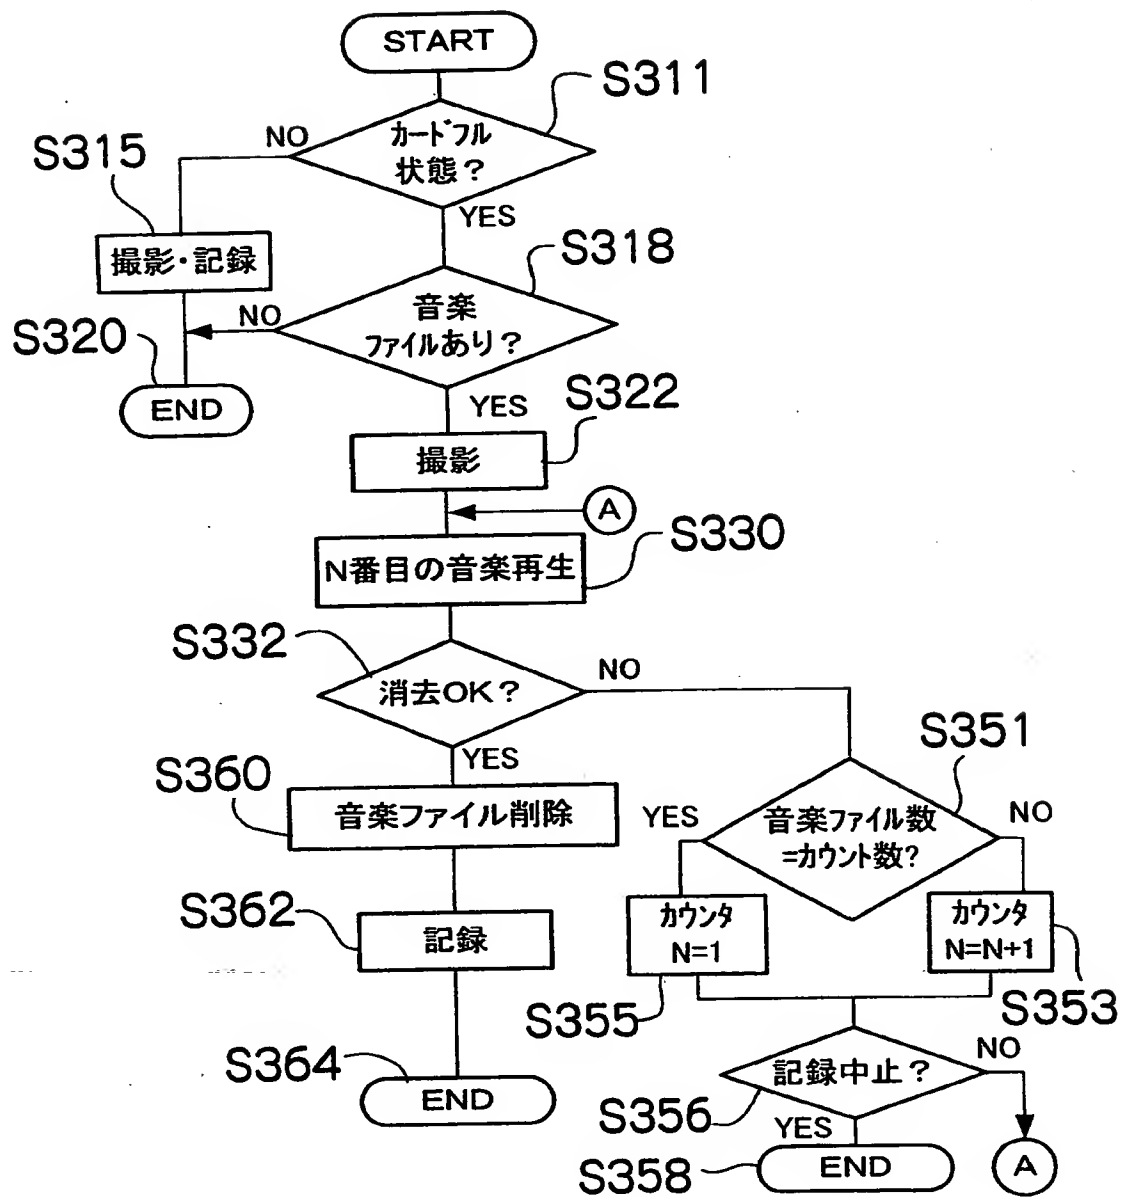 START
S311
カードフル
状態?
NO
YES
S315
撮影・記録
S318
音楽
ファイルあり?
NO
YES
S320
END
S322
撮影
A
S330
N番目の音楽再生
S332
消去OK?
NO
YES
S351
音楽ファイル数
=カウント数?
YES
NO
S360
音楽ファイル削除
S362
記録
カウンタ
N=1
カウンタ
N=N+1
S355
S353
S364
END
記録中止?
NO
S356
YES
S358
END
A